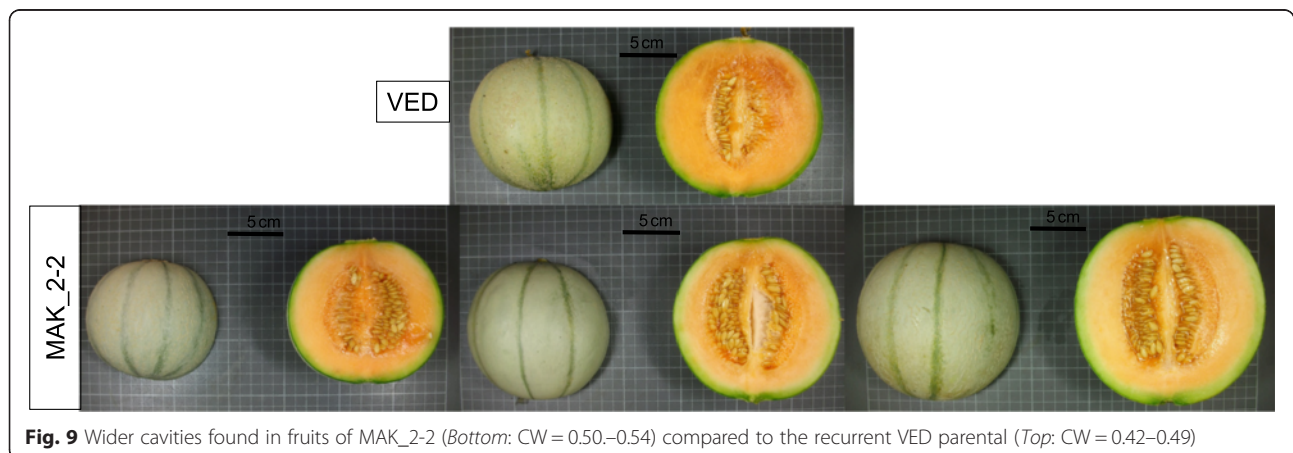 5 cm
VED
5 cm
5 cm
5 cm
MAK_2-2
Fig. 9 Wider cavities found in fruits of MAK_2-2 (Bottom: CW = 0.50.–0.54) compared to the recurrent VED parental (Top: CW = 0.42–0.49)